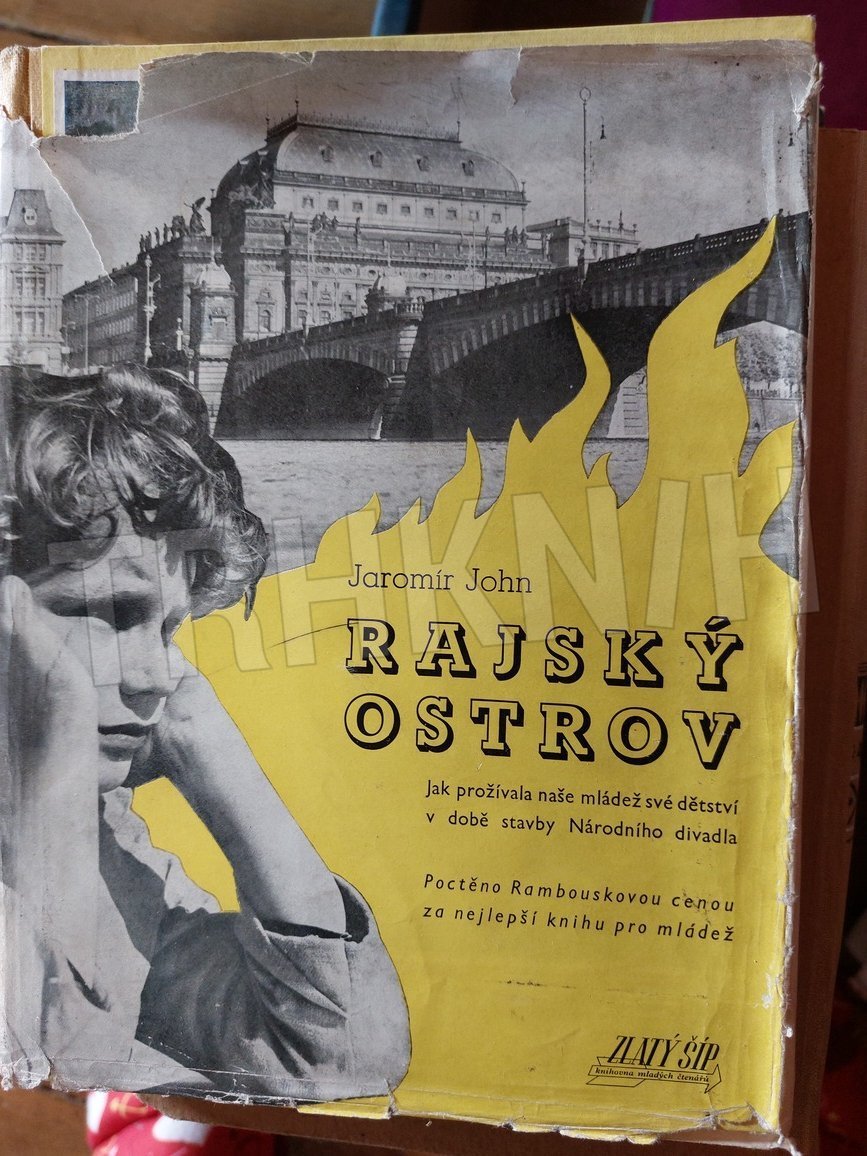 Jaromír John
RAJSKÝ
OSTROV
Jak prožívala naše mládež své dětství
v době stavby Národního divadla
Poctěno Rambouskovou cenou
za nejlepší knihu pro mládež
ZLATÝ ŠÍP
knihovna mladých čtenářů
TRHKNIH